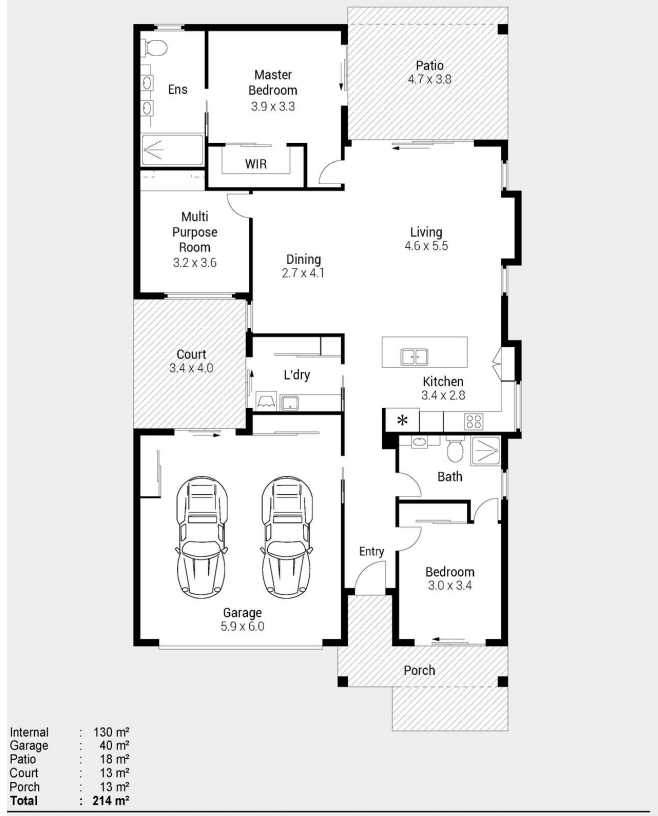 Patio
4.7 x 3.8
Master
Bedroom
3.9 x 3.3
Ens
WIR
Multi
Purpose
Room
3.2 x 3.6
Living
4.6 x 5.5
Dining
2.7 x 4.1
Court
3.4 x 4.0
L'dry
Kitchen
3.4 x 2.8
*
Bath
Entry
Bedroom
3.0 x 3.4
Garage
5.9 x 6.0
Porch
Internal : 130 m²
Garage : 40 m²
Patio : 18 m²
Court : 13 m²
Porch : 13 m²
Total : 214 m²